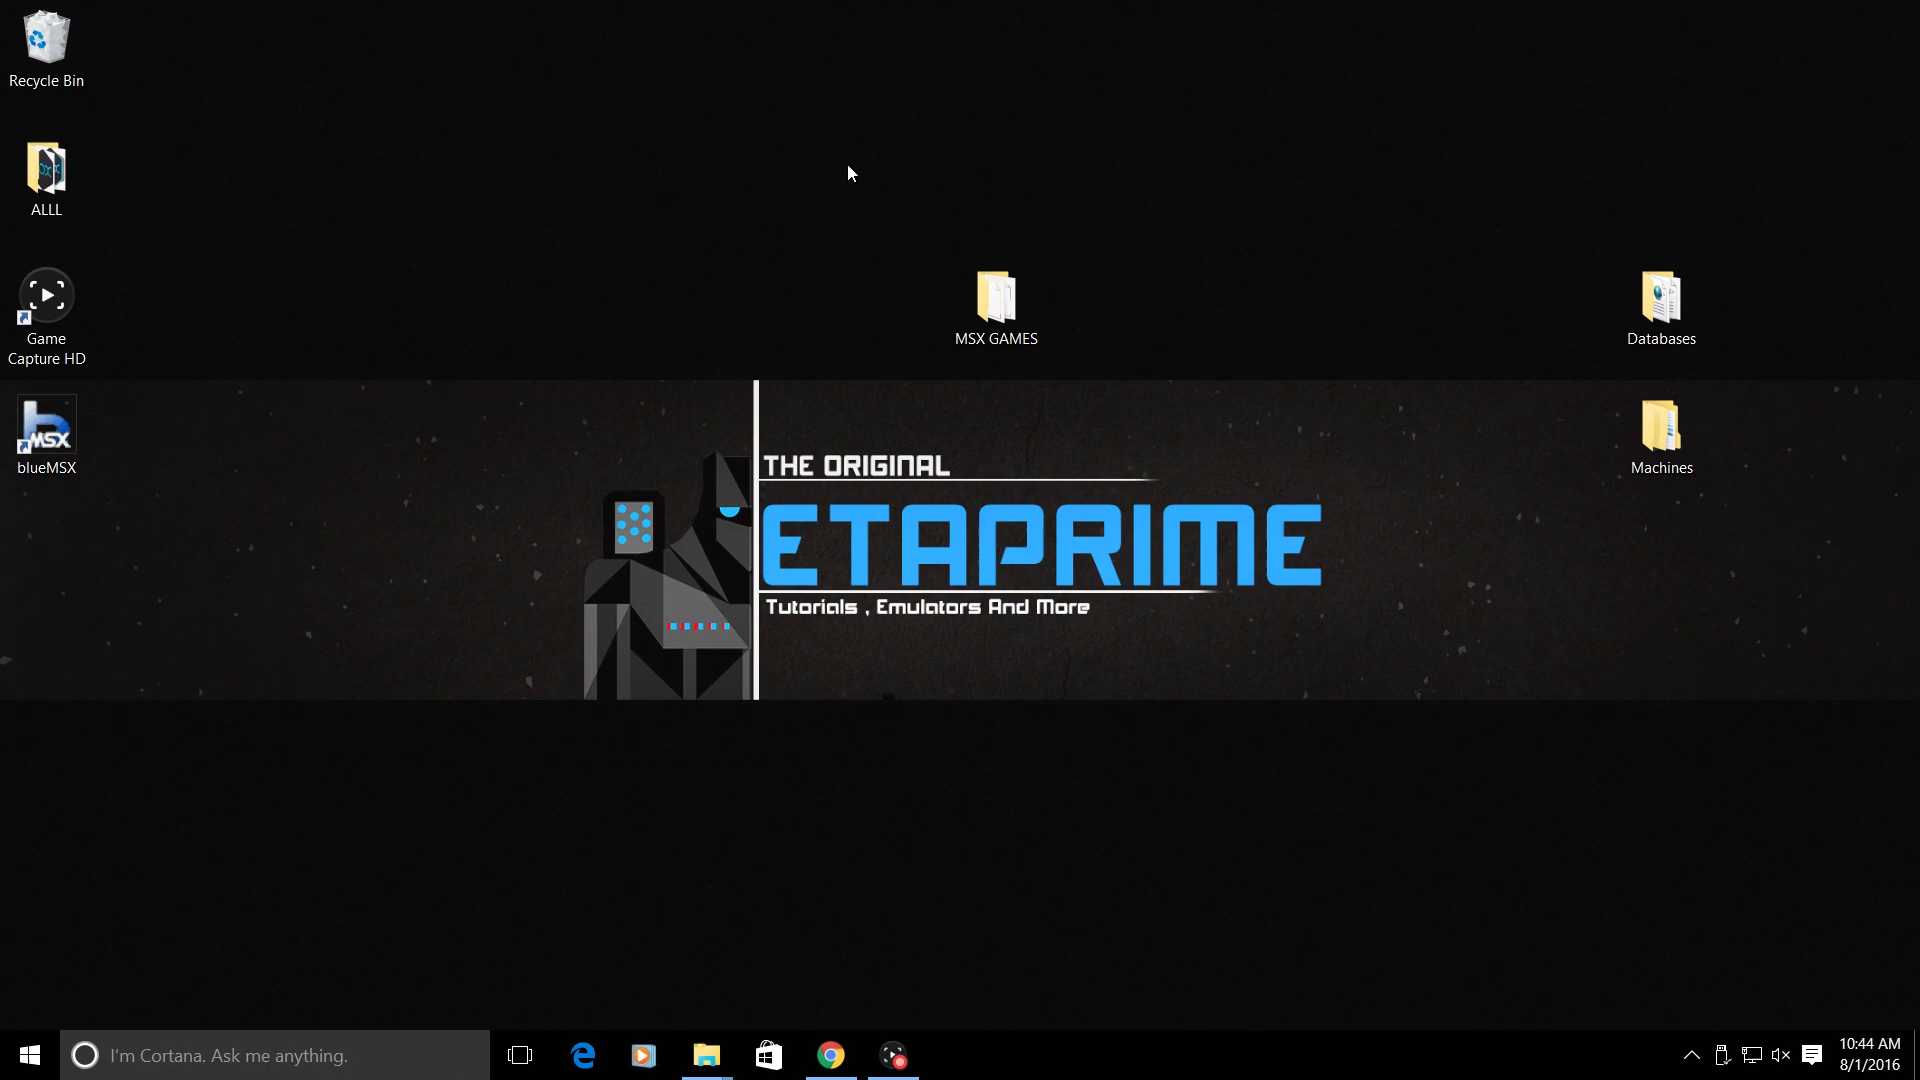 Recycle Bin
ALLL
Game
Capture HD
MSX
blueMSX
MSX GAMES
Databases
Machines
THE ORIGINAL
ETAPRIME
Tutorials , Emulators And More
I'm Cortana. Ask me anything.
10:44 AM
8/1/2016